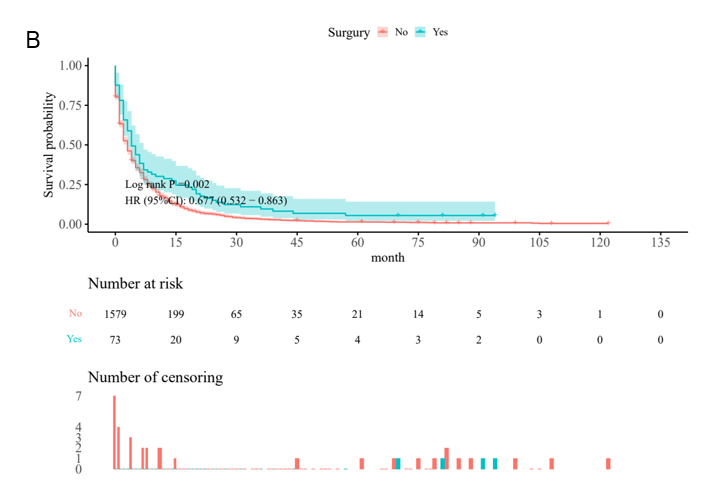 B
Surgury No Yes
Survival probability
1.00
0.75
0.50
0.25
0.00
Log rank P =0.002
HR (95%CI): 0.677 (0.532 − 0.863)
0 15 30 45 60 75 90 105 120 135
month
Number at risk
No 1579 199 65 35 21 14 5 3 1 0
Yes 73 20 9 5 4 3 2 0 0 0
Number of censoring
7
4
3
2
1
0